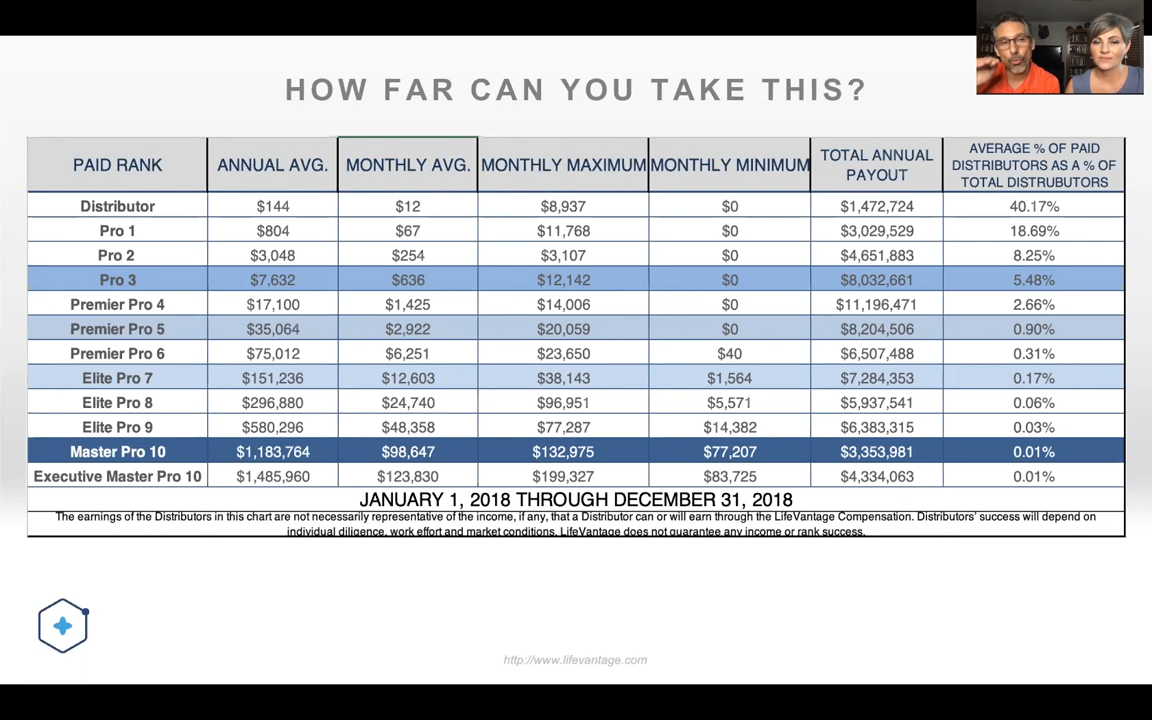 HOW FAR CAN YOU TAKE THIS?
PAID RANK ANNUAL AVG. MONTHLY AVG. MONTHLY MAXIMUM MONTHLY MINIMUM TOTAL ANNUAL PAYOUT AVERAGE % OF PAID DISTRIBUTORS AS A % OF TOTAL DISTRUBUTORS
Distributor $144 $12 $8,937 $0 $1,472,724 40.17%
Pro 1 $804 $67 $11,768 $0 $3,029,529 18.69%
Pro 2 $3,048 $254 $3,107 $0 $4,651,883 8.25%
Pro 3 $7,632 $636 $12,142 $0 $8,032,661 5.48%
Premier Pro 4 $17,100 $1,425 $14,006 $0 $11,196,471 2.66%
Premier Pro 5 $35,064 $2,922 $20,059 $0 $8,204,506 0.90%
Premier Pro 6 $75,012 $6,251 $23,650 $40 $6,507,488 0.31%
Elite Pro 7 $151,236 $12,603 $38,143 $1,564 $7,284,353 0.17%
Elite Pro 8 $296,880 $24,740 $96,951 $5,571 $5,937,541 0.06%
Elite Pro 9 $580,296 $48,358 $77,287 $14,382 $6,383,315 0.03%
Master Pro 10 $1,183,764 $98,647 $132,975 $77,207 $3,353,981 0.01%
Executive Master Pro 10 $1,485,960 $123,830 $199,327 $83,725 $4,334,063 0.01%
JANUARY 1, 2018 THROUGH DECEMBER 31, 2018
The earnings of the Distributors in this chart are not necessarily representative of the income, if any, that a Distributor can or will earn through the LifeVantage Compensation. Distributors' success will depend on
individual diligence, work effort and market conditions. LifeVantage does not guarantee any income or rank success.
http://www.lifevantage.com